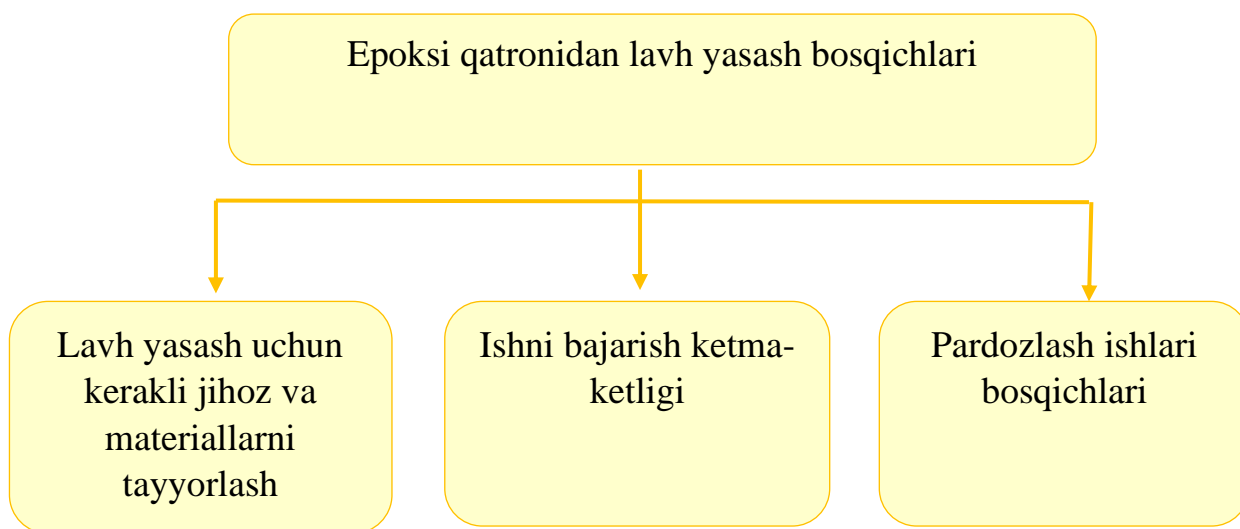 Epoksi qatronidan lavh yasash bosqichlari
Lavh yasash uchun
kerakli jihoz va
materiallarni
tayyorlash
Ishni bajarish ketma-
ketligi
Pardozlash ishlari
bosqichlari